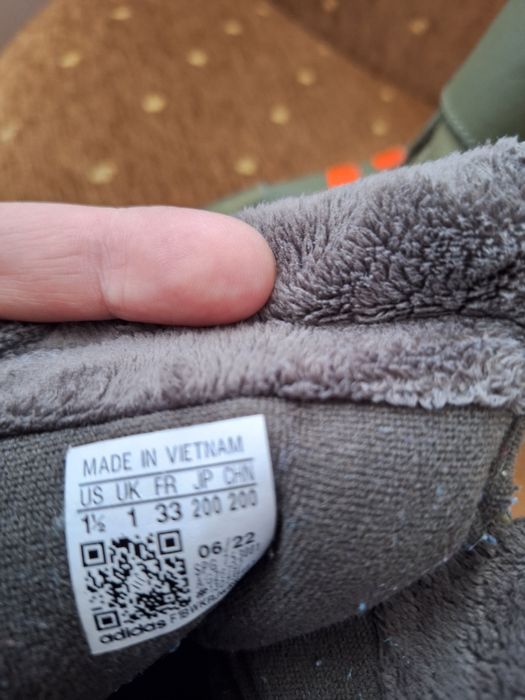 MADE IN VIETNAM
US UK FR JP CHN
1½ 1 33 200 200
06/22
adidas